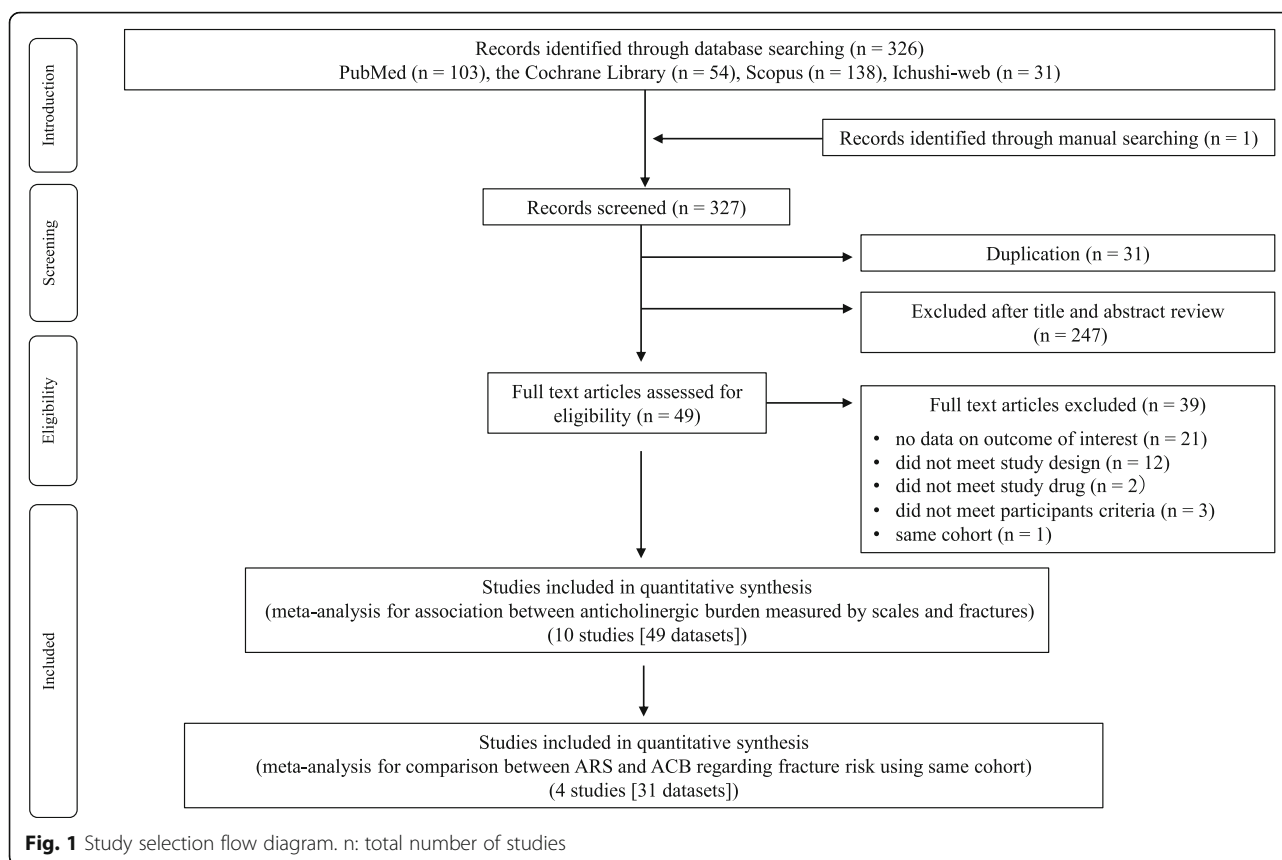 Introduction
Records identified through database searching (n = 326)
PubMed (n = 103), the Cochrane Library (n = 54), Scopus (n = 138), Ichushi-web (n = 31)
Records identified through manual searching (n = 1)
Screening
Records screened (n = 327)
Duplication (n = 31)
Excluded after title and abstract review
(n = 247)
Eligibility
Full text articles assessed for
eligibility (n = 49)
Full text articles excluded (n = 39)
• no data on outcome of interest (n = 21)
• did not meet study design (n = 12)
• did not meet study drug (n = 2）
• did not meet participants criteria (n = 3)
• same cohort (n = 1)
Included
Studies included in quantitative synthesis
(meta-analysis for association between anticholinergic burden measured by scales and fractures)
(10 studies [49 datasets])
Studies included in quantitative synthesis
(meta-analysis for comparison between ARS and ACB regarding fracture risk using same cohort)
(4 studies [31 datasets])
Fig. 1 Study selection flow diagram. n: total number of studies